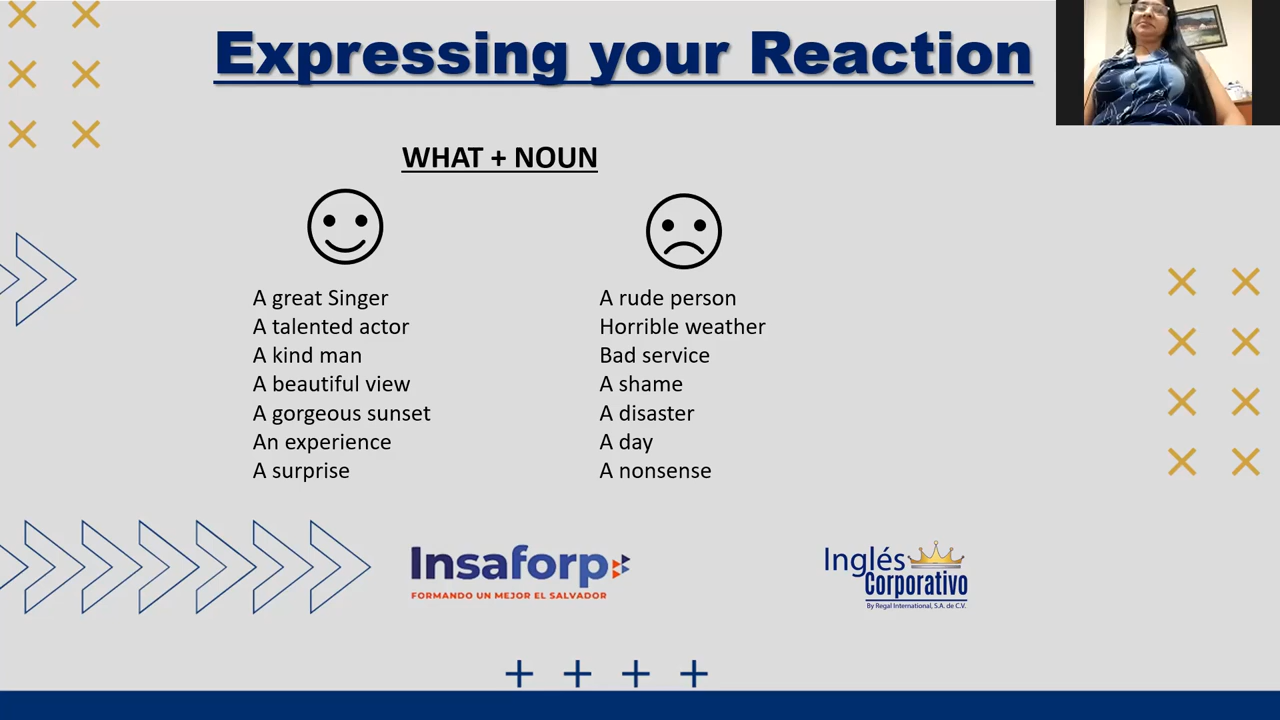 Expressing your Reaction
WHAT + NOUN
A great Singer
A talented actor
A kind man
A beautiful view
A gorgeous sunset
An experience
A surprise
A rude person
Horrible weather
Bad service
A shame
A disaster
A day
A nonsense
Insaforp
FORMANDO UN MEJOR EL SALVADOR
Inglés
Corporativo
By Regal International, S.A. de C.V.